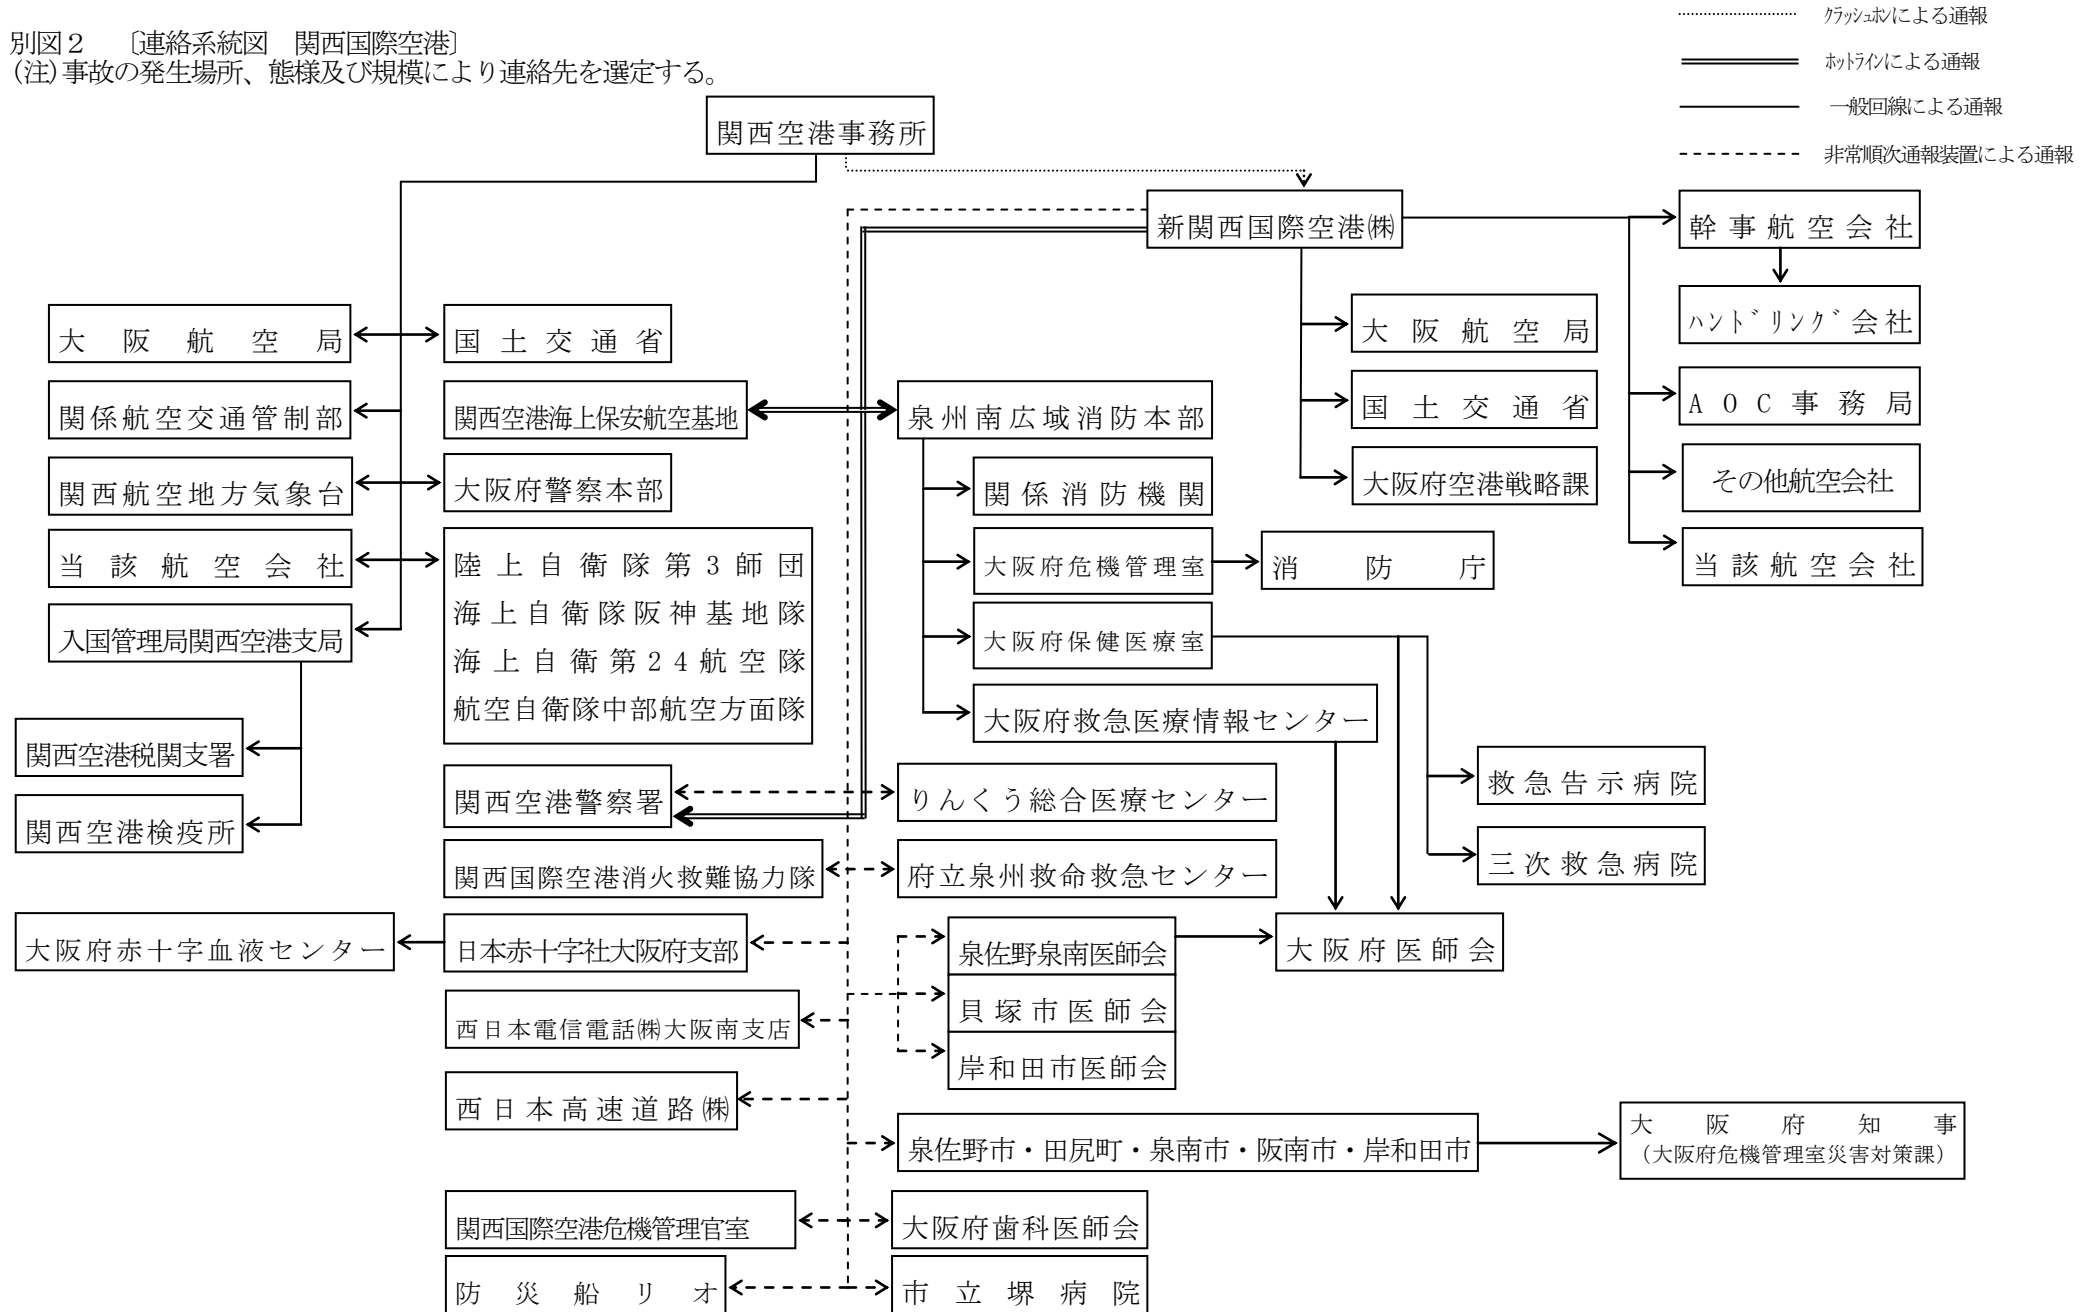 別図２　〔連絡系統図　関西国際空港〕
(注)事故の発生場所、態様及び規模により連絡先を選定する。
ｸﾗｯｼｭﾎﾝによる通報
ﾎｯﾄﾗｲﾝによる通報
一般回線による通報
非常順次通報装置による通報
関西空港事務所
新関西国際空港㈱
幹事航空会社
ﾊﾝﾄﾞﾘﾝｸﾞ会社
ＡＯＣ事務局
その他航空会社
当該航空会社
大阪航空局
国土交通省
大阪府空港戦略課
大阪航空局
国土交通省
関係航空交通管制部
関西空港海上保安航空基地
泉州南広域消防本部
関西航空地方気象台
大阪府警察本部
関係消防機関
当該航空会社
陸上自衛隊第３師団
海上自衛隊阪神基地隊
海上自衛第２４航空隊
航空自衛隊中部航空方面隊
大阪府危機管理室
消防庁
入国管理局関西空港支局
大阪府保健医療室
大阪府救急医療情報センター
関西空港税関支署
関西空港検疫所
救急告示病院
三次救急病院
関西空港警察署
りんくう総合医療センター
関西国際空港消火救難協力隊
府立泉州救命救急センター
大阪府赤十字血液センター
日本赤十字社大阪府支部
泉佐野泉南医師会
貝塚市医師会
岸和田市医師会
大阪府医師会
西日本電信電話㈱大阪南支店
西日本高速道路㈱
泉佐野市・田尻町・泉南市・阪南市・岸和田市
大阪府知事
（大阪府危機管理室災害対策課）
関西国際空港危機管理官室
大阪府歯科医師会
防災船リオ
市立堺病院